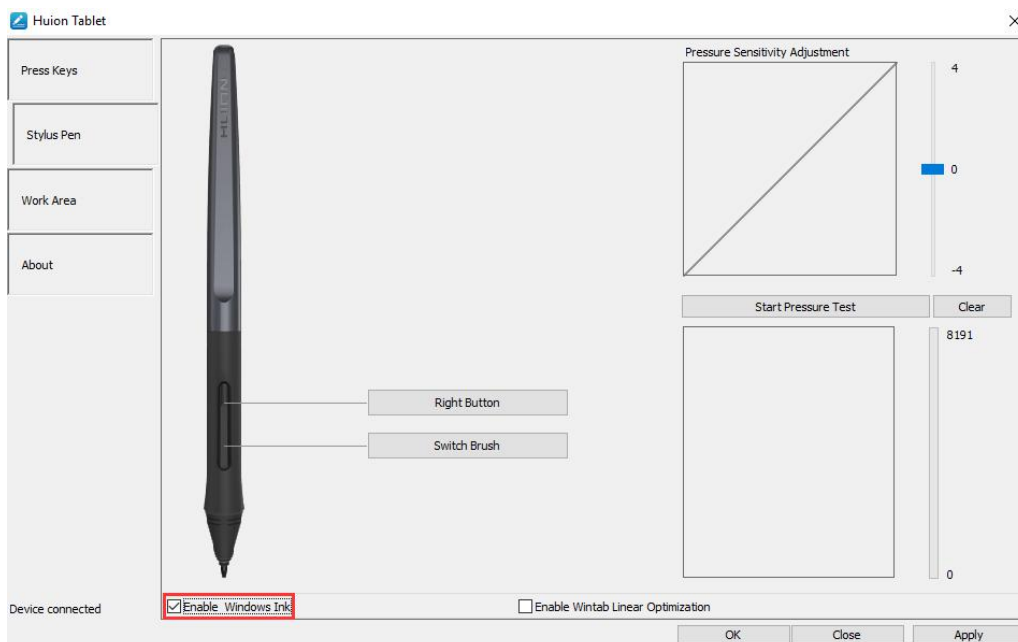 Huion Tablet
Press Keys
Stylus Pen
Work Area
About
Device connected
HUION
Right Button
Switch Brush
Enable Windows Ink
Enable Wintab Linear Optimization
Pressure Sensitivity Adjustment
4
0
-4
Start Pressure Test
Clear
8191
0
OK
Close
Apply